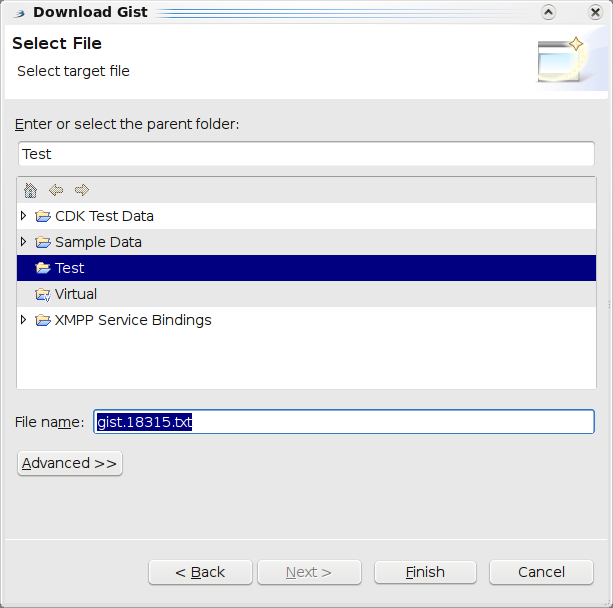 Download Gist
Select File
Select target file
Enter or select the parent folder:
Test
CDK Test Data
Sample Data
Test
Virtual
XMPP Service Bindings
File name: gist.18315.txt
Advanced >>
< Back Next > Finish Cancel